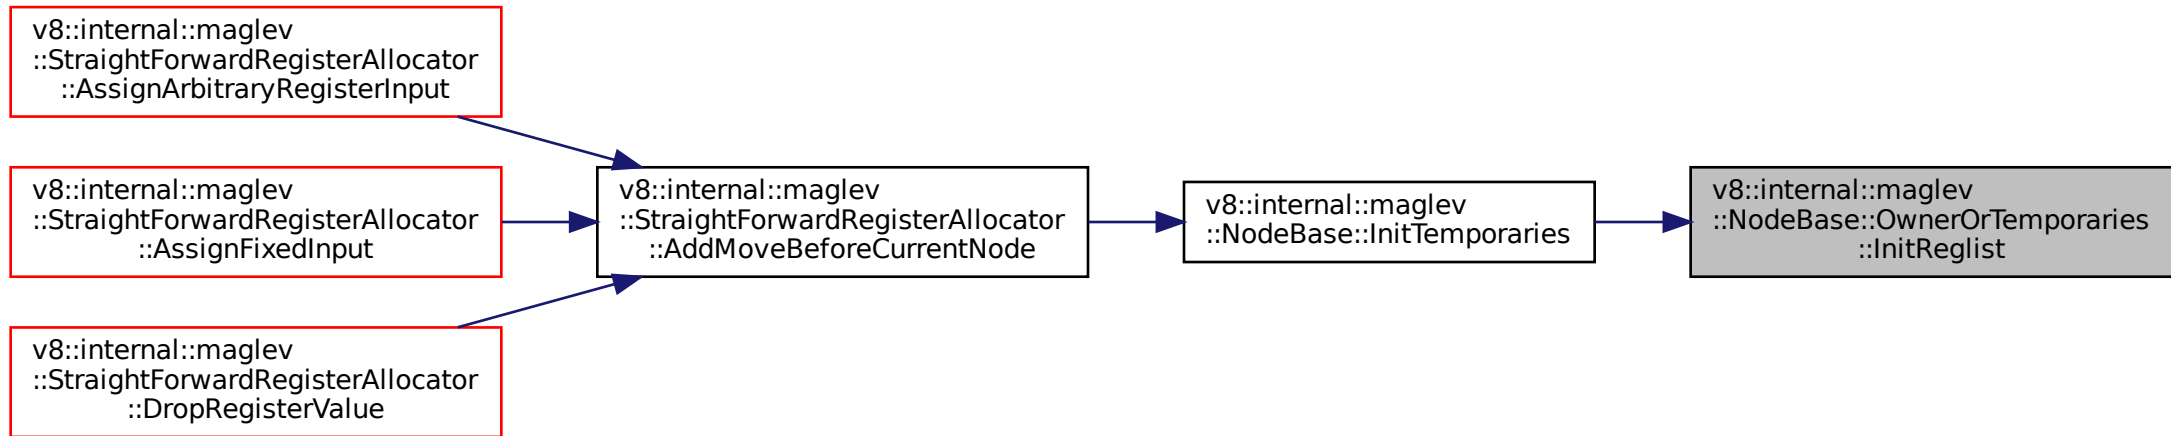 v8::internal::maglev
::StraightForwardRegisterAllocator
::AssignArbitraryRegisterInput
v8::internal::maglev
::StraightForwardRegisterAllocator
::AssignFixedInput
v8::internal::maglev
::StraightForwardRegisterAllocator
::DropRegisterValue
v8::internal::maglev
::StraightForwardRegisterAllocator
::AddMoveBeforeCurrentNode
v8::internal::maglev
::NodeBase::InitTemporaries
v8::internal::maglev
::NodeBase::OwnerOrTemporaries
::InitReglist